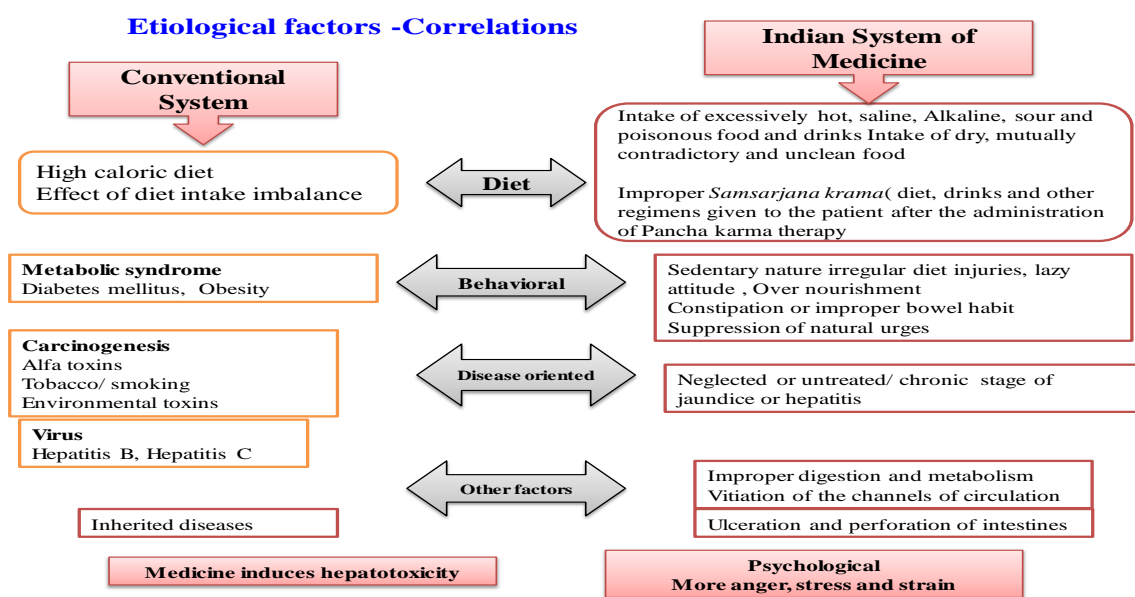 Etiological factors -Correlations
Conventional
System
Indian System of
Medicine
High caloric diet
Effect of diet intake imbalance
Diet
Intake of excessively hot, saline, Alkaline, sour and
poisonous food and drinks Intake of dry, mutually
contradictory and unclean food
Improper Samsarjana krama( diet, drinks and other
regimens given to the patient after the administration
of Pancha karma therapy
Metabolic syndrome
Diabetes mellitus, Obesity
Behavioral
Sedentary nature irregular diet injuries, lazy
attitude , Over nourishment
Constipation or improper bowel habit
Suppression of natural urges
Carcinogenesis
Alfa toxins
Tobacco/ smoking
Environmental toxins
Disease oriented
Neglected or untreated/ chronic stage of
jaundice or hepatitis
Virus
Hepatitis B, Hepatitis C
Other factors
Improper digestion and metabolism
Vitiation of the channels of circulation
Inherited diseases
Ulceration and perforation of intestines
Medicine induces hepatotoxicity
Psychological
More anger, stress and strain